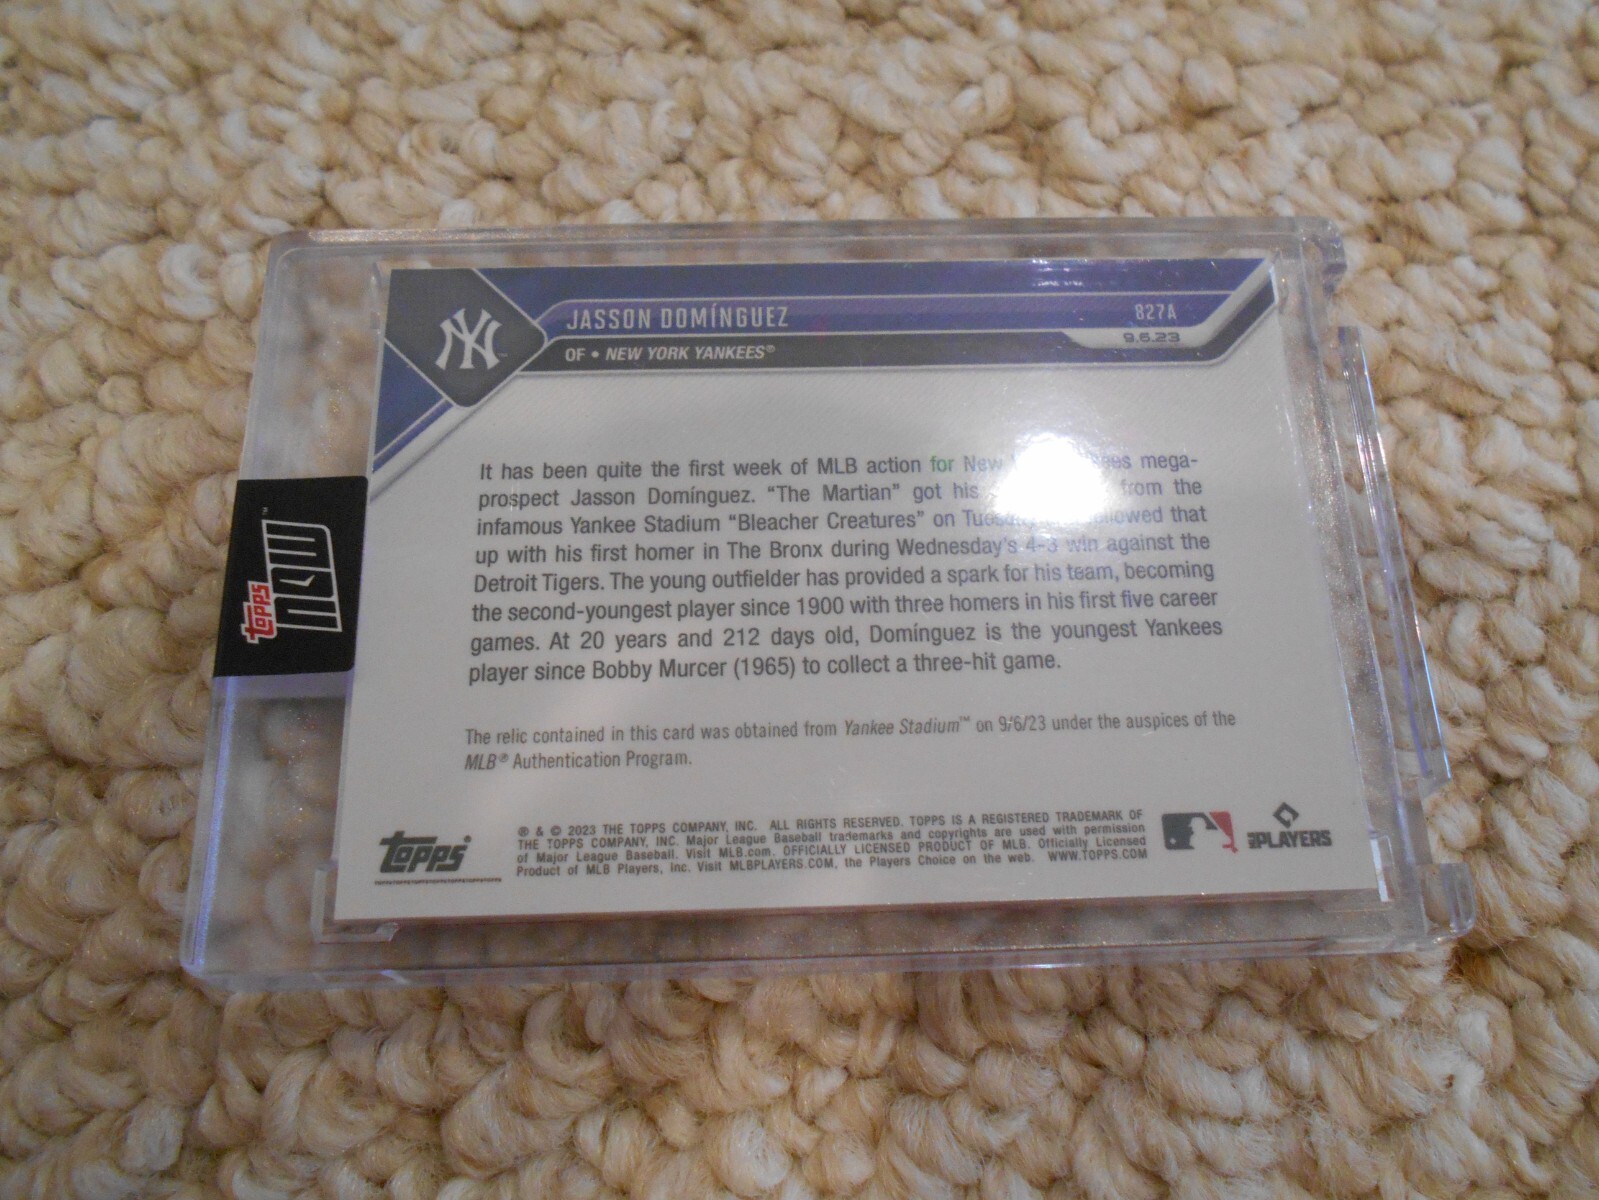 JASSON DOMÍNGUEZ
827A
OF • NEW YORK YANKEES®
9.6.23
It has been quite the first week of MLB action for New mega-
prospect Jasson Domínguez. “The Martian” got his from the
infamous Yankee Stadium “Bleacher Creatures” on that
up with his first homer in The Bronx during Wednesday's 4-3 win against the
Detroit Tigers. The young outfielder has provided a spark for his team, becoming
the second-youngest player since 1900 with three homers in his first five career
games. At 20 years and 212 days old, Domínguez is the youngest Yankees
player since Bobby Murcer (1965) to collect a three-hit game.
The relic contained in this card was obtained from Yankee Stadium™ on 9/6/23 under the auspices of the
MLB® Authentication Program.
® & © 2023 THE TOPPS COMPANY, INC. ALL RIGHTS RESERVED. TOPPS IS A REGISTERED TRADEMARK OF
THE TOPPS COMPANY, INC. Major League Baseball trademarks and copyrights are used with permission
of Major League Baseball. Visit MLB.com. OFFICIALLY LICENSED PRODUCT OF MLB. Officially Licensed
Product of MLB Players, Inc. Visit MLBPLAYERS.COM, the Players Choice on the web. WWW.TOPPS.COM
topps®
MLB PLAYERS
topps
NOW™
NY